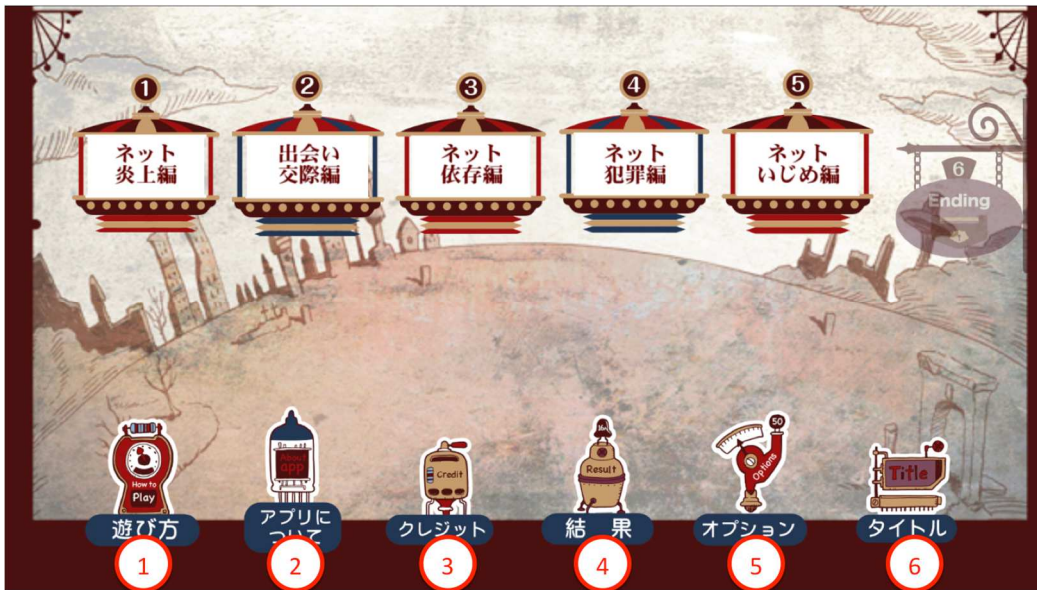 1
2
3
4
5
ネット
炎上編
出会い
交際編
ネット
依存編
ネット
犯罪編
ネット
いじめ編
6
Ending
How to
Play
About
app
Credit
Result
50
Options
Title
遊び方
アプリに
ついて
クレジット
結 果
オプション
タイトル
1
2
3
4
5
6